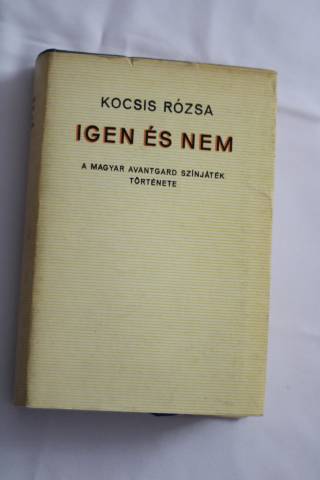 KOCSIS RÓZSA
IGEN ÉS NEM
A MAGYAR AVANTGARD SZÍNJÁTÉK
TÖRTÉNETE